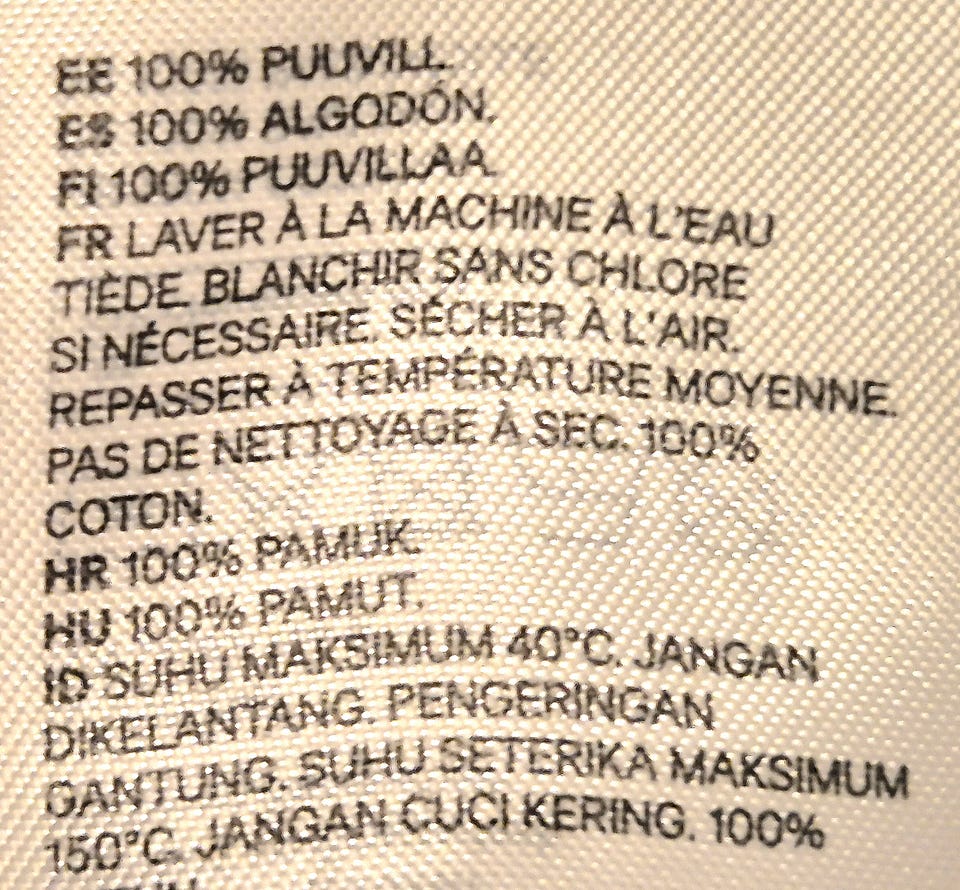 EE 100% PUUVILL.
ES 100% ALGODÓN.
FI 100% PUUVILLAA
FR LAVER À LA MACHINE À L'EAU
TIÈDE. BLANCHIR SANS CHLORE
SI NÉCESSAIRE. SÉCHER À L'AIR.
REPASSER À TEMPÉRATURE MOYENNE.
PAS DE NETTOYAGE À SEC. 100%
COTON.
HR 100% PAMUK.
HU 100% PAMUT.
ID SUHU MAKSIMUM 40°C. JANGAN
DIKELANTANG. PENGERINGAN
GANTUNG. SUHU SETERIKA MAKSIMUM
150°C. JANGAN CUCI KERING. 100%